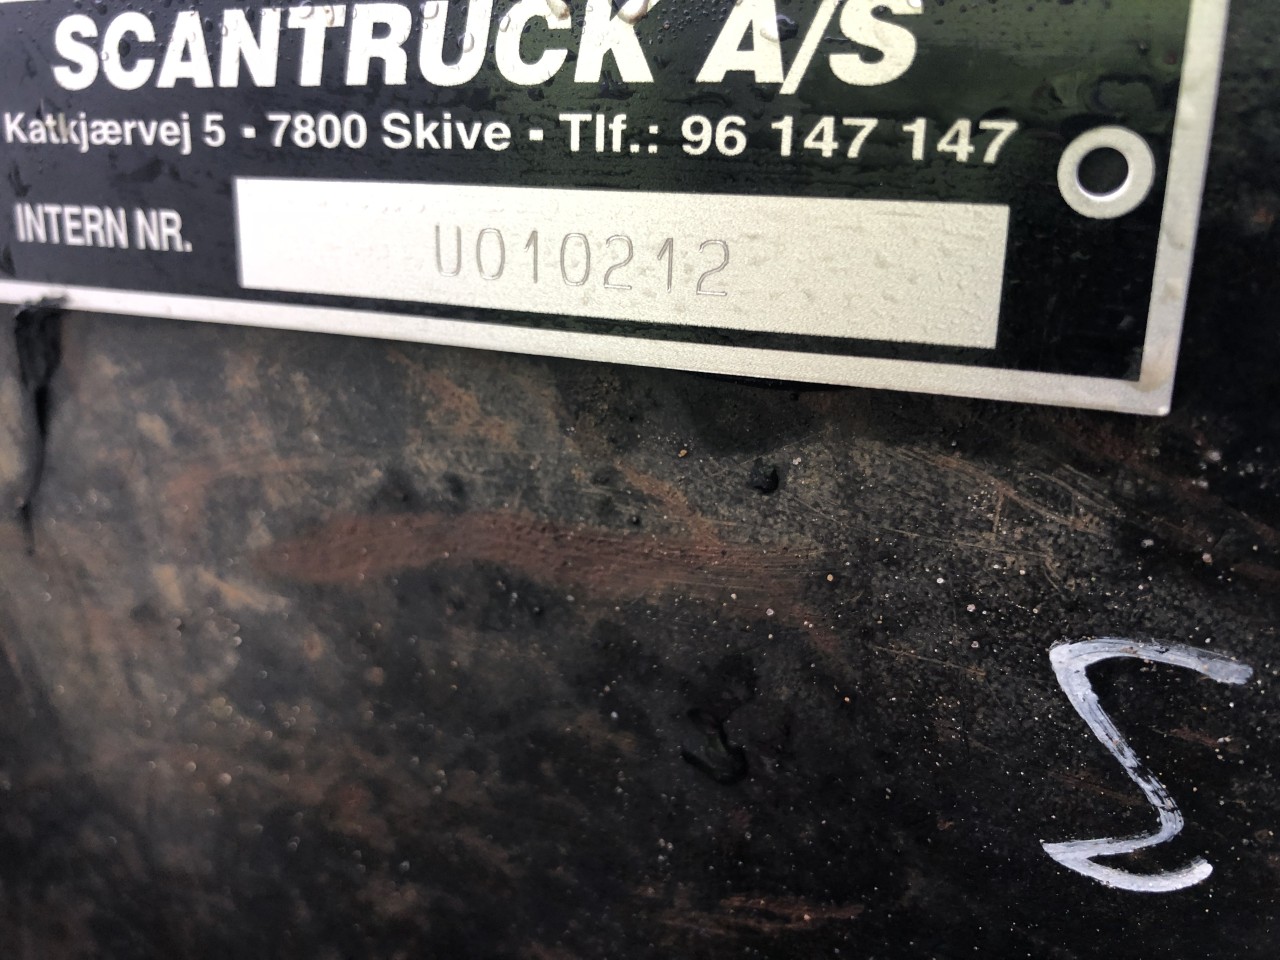 SCANTRUCK A/S
Katkjærvej 5 ▪ 7800 Skive ▪ Tlf.: 96 147 147
INTERN NR. U010212